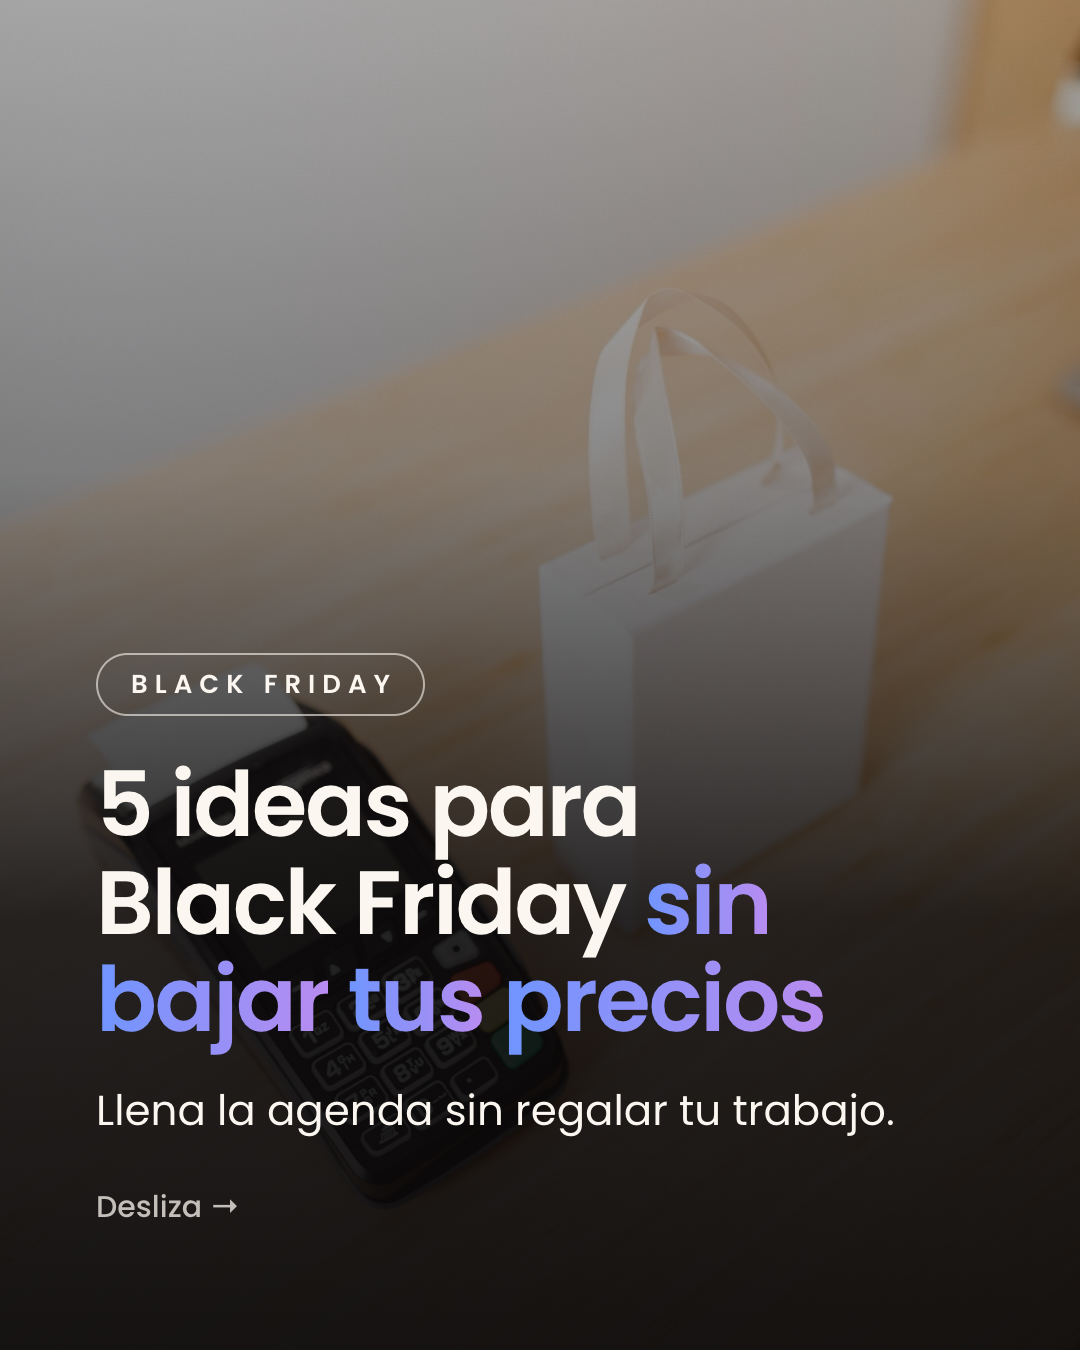 BLACK FRIDAY
5 ideas para
Black Friday sin
bajar tus precios
Llena la agenda sin regalar tu trabajo.
Desliza →